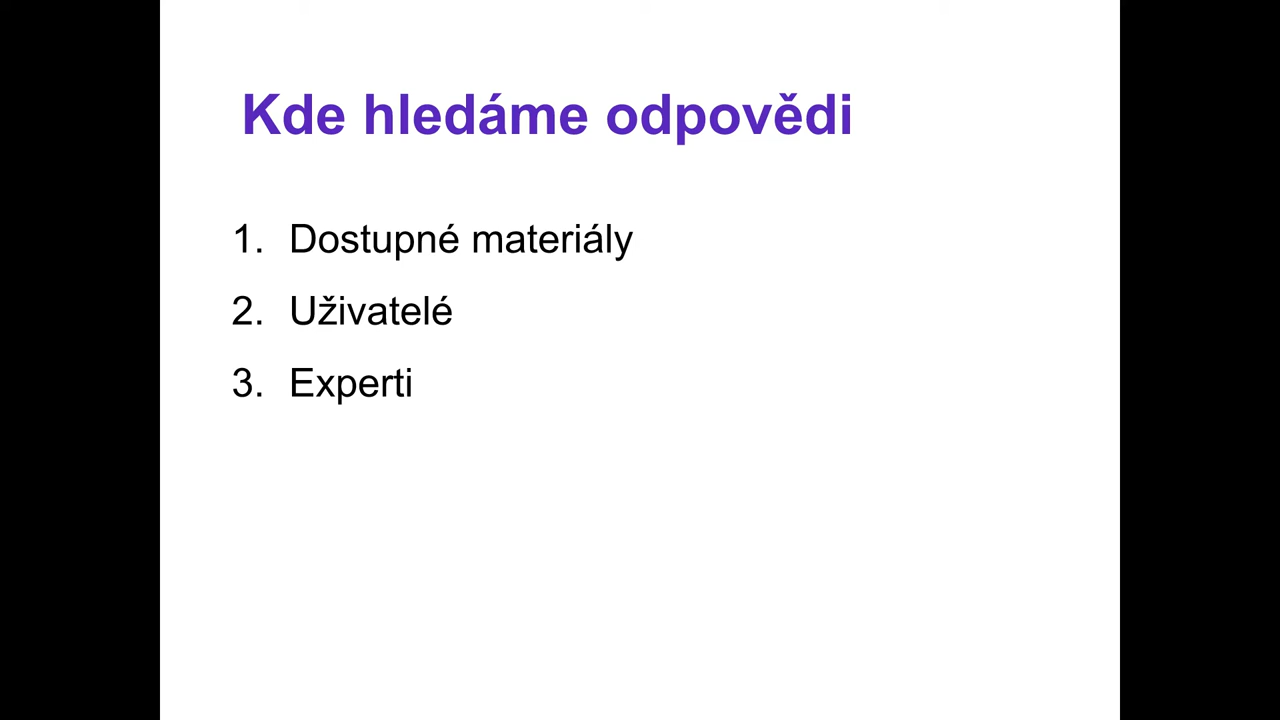 Kde hledáme odpovědi
1. Dostupné materiály
2. Uživatelé
3. Experti